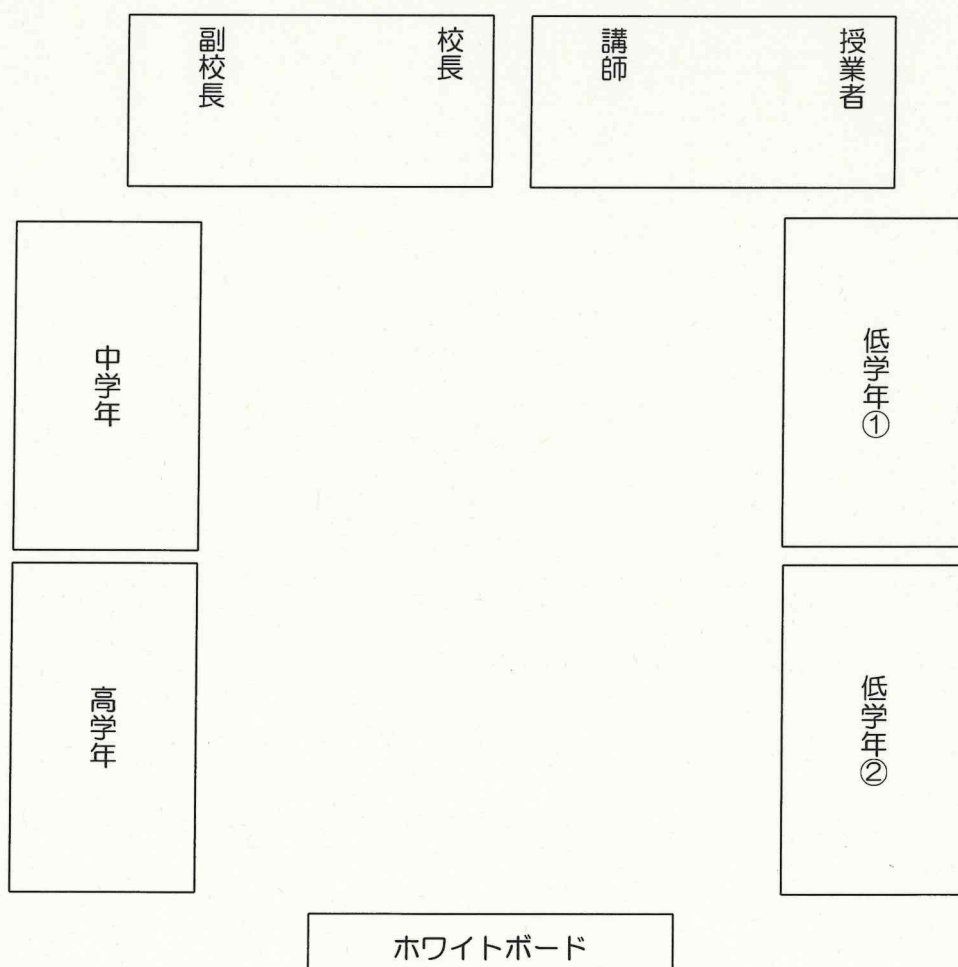 副校長
校長
講師
授業者
中学年
低学年①
高学年
低学年②
ホワイトボード